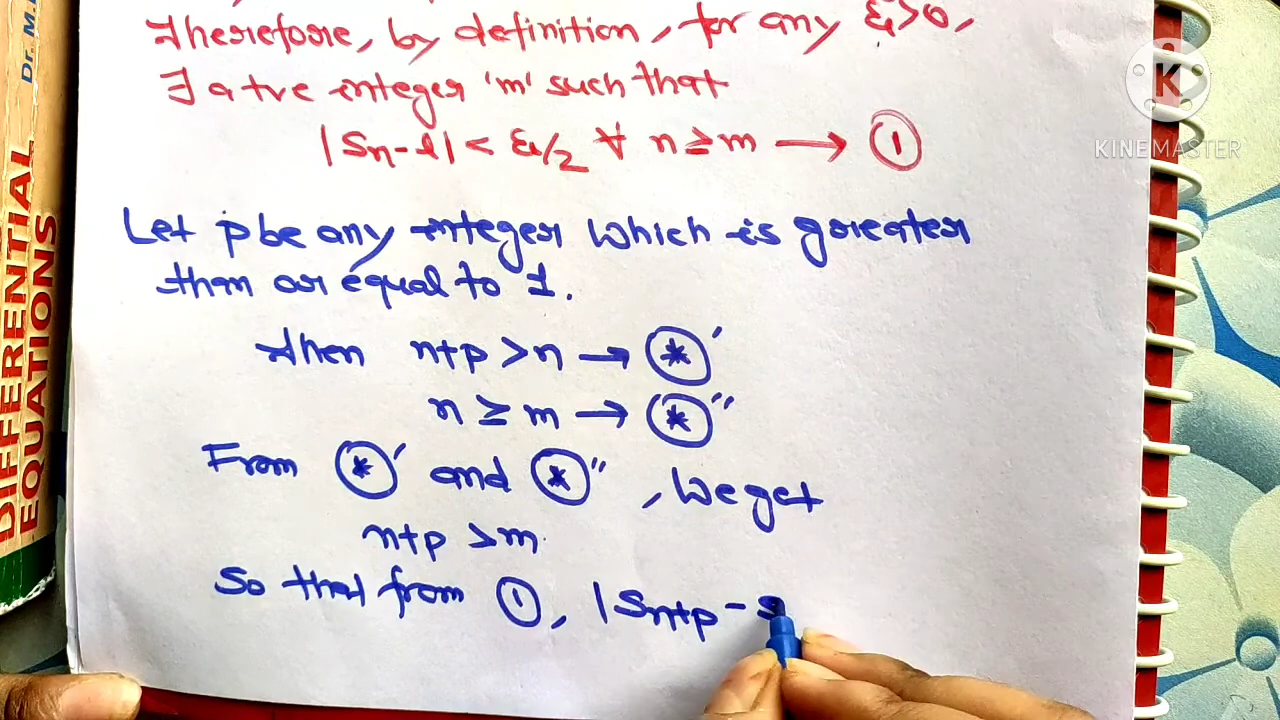 Therefore, by definition, for any ε>0,
∃ a +ve integer 'm' such that
|Sn-l| < ε/2 ∀ n≥m → ①
Let p be any integer which is greater
than or equal to 1.
Then n+p >n → (*)′
n ≥ m → (*)″
From (*)′ and (*)″ , we get
n+p >m.
So that from ①, |Sn+p - S
DIFFERENTIAL
EQUATIONS
Dr. M.
K
KINEMASTER